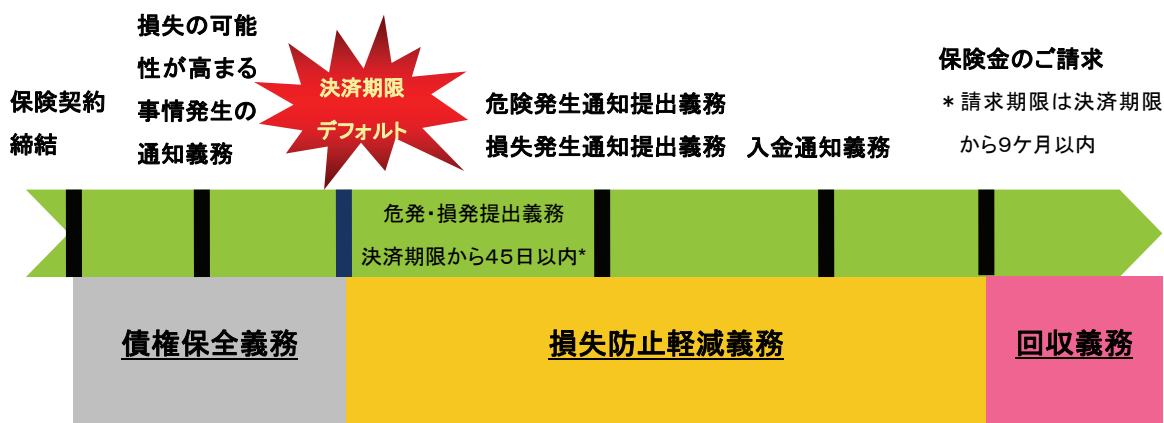 保険契約
締結
損失の可能
性が高まる
事情発生の
通知義務
決済期限
デフォルト
危険発生通知提出義務
損失発生通知提出義務
入金通知義務
保険金のご請求
＊請求期限は決済期限
から9ケ月以内
危発・損発提出義務
決済期限から45日以内*
債権保全義務
損失防止軽減義務
回収義務